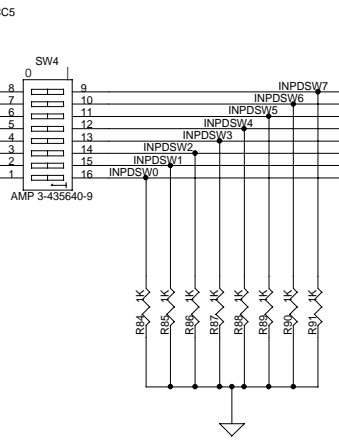 C5
SW4
0
8 9 INPDSW7
7 10 INPDSW6
6 11 INPDSW5
5 12 INPDSW4
4 13 INPDSW3
3 14 INPDSW2
2 15 INPDSW1
1 16 INPDSW0
AMP 3-435640-9
R84 1K
R85 1K
R86 1K
R87 1K
R88 1K
R89 1K
R90 1K
R91 1K